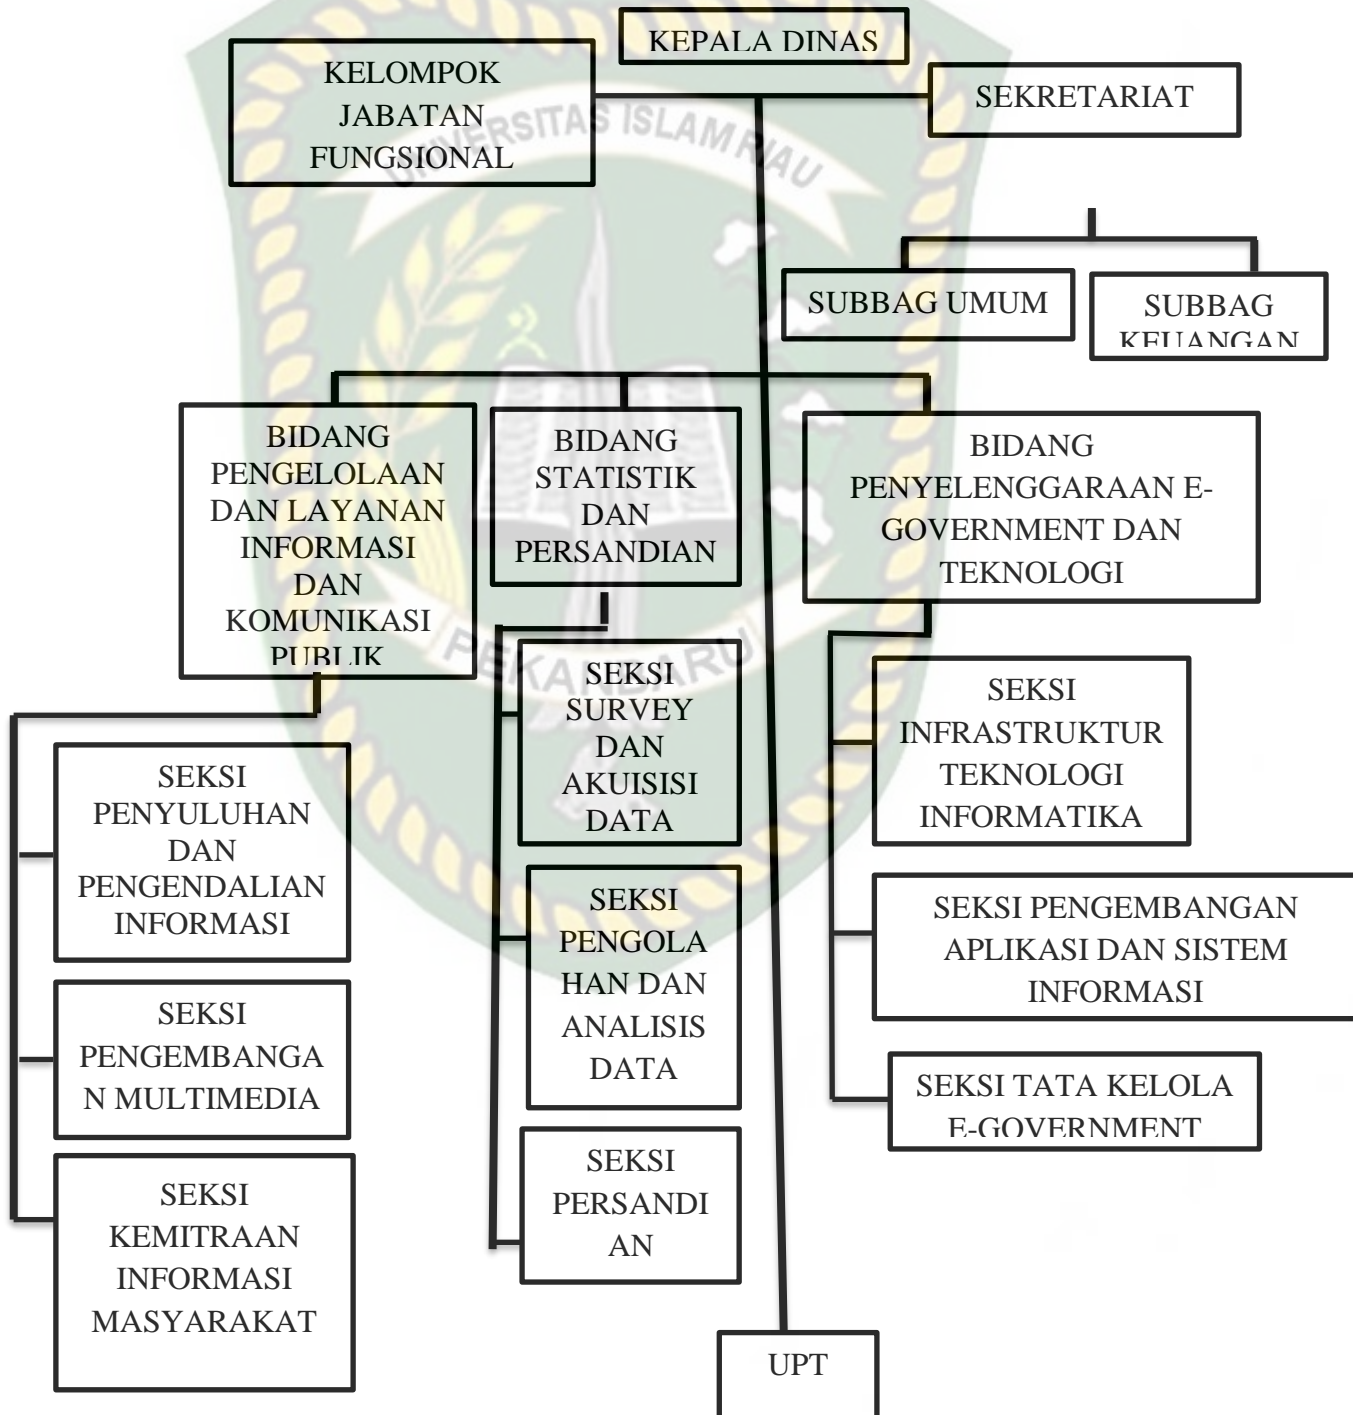 KEPALA DINAS
KELOMPOK
JABATAN
FUNGSIONAL
SEKRETARIAT
UNIVERSITAS ISLAM RIAU
SUBBAG UMUM
SUBBAG
KEUANGAN
BIDANG
PENGELOLAAN
DAN LAYANAN
INFORMASI
DAN
KOMUNIKASI
PUBLIK
BIDANG
STATISTIK
DAN
PERSANDIAN
BIDANG
PENYELENGGARAAN E-
GOVERNMENT DAN
TEKNOLOGI
PEKANBARU
SEKSI
PENYULUHAN
DAN
PENGENDALIAN
INFORMASI
SEKSI
PENGEMBANGA
N MULTIMEDIA
SEKSI
KEMITRAAN
INFORMASI
MASYARAKAT
SEKSI
SURVEY
DAN
AKUISISI
DATA
SEKSI
PENGOLA
HAN DAN
ANALISIS
DATA
SEKSI
PERSANDI
AN
SEKSI
INFRASTRUKTUR
TEKNOLOGI
INFORMATIKA
SEKSI PENGEMBANGAN
APLIKASI DAN SISTEM
INFORMASI
SEKSI TATA KELOLA
E-GOVERNMENT
UPT